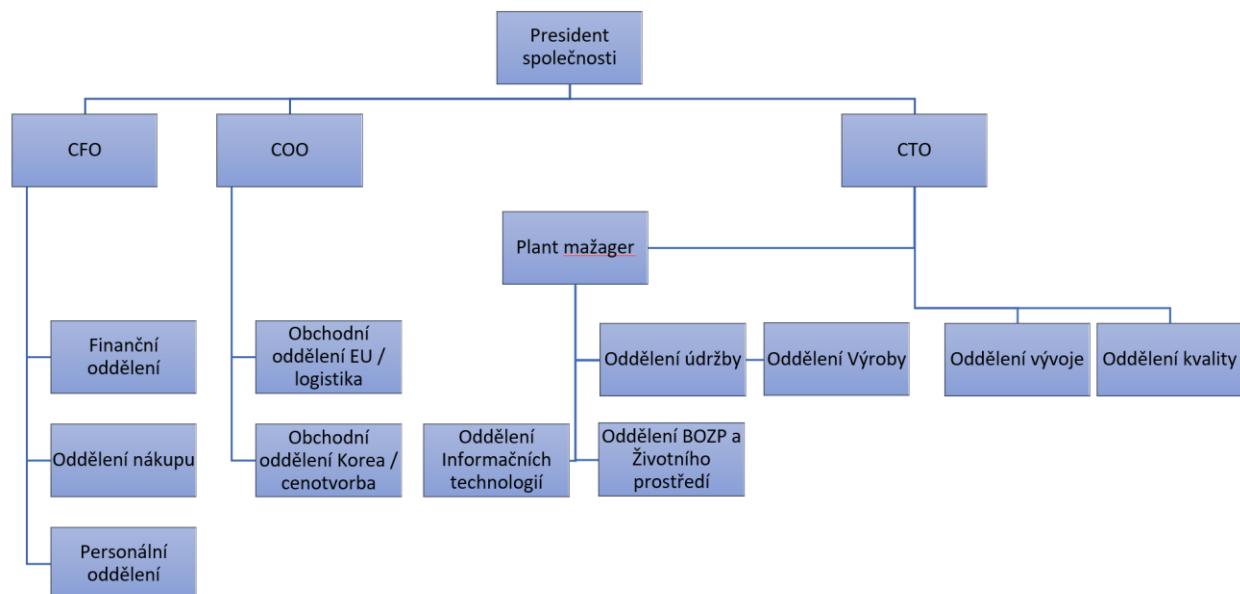 President
společnosti
CFO
COO
CTO
Plant mažager
Finanční
oddělení
Obchodní
oddělení EU /
logistika
Oddělení údržby
Oddělení Výroby
Oddělení vývoje
Oddělení kvality
Oddělení nákupu
Obchodní
oddělení Korea /
cenotvorba
Oddělení
Informačních
technologií
Oddělení BOZP a
Životního
prostředí
Personální
oddělení